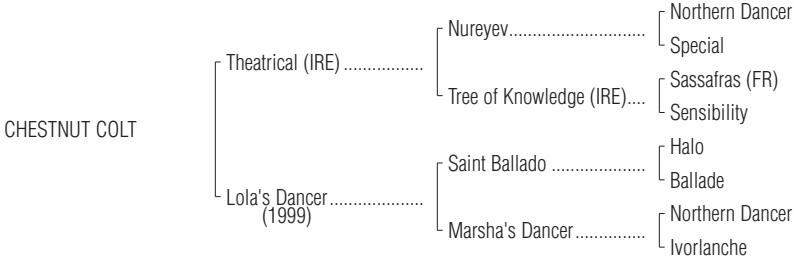 Northern Dancer
Nureyev..............................
Special
Theatrical (IRE) .................
Sassafras (FR)
Tree of Knowledge (IRE)....
Sensibility
CHESTNUT COLT
Halo
Saint Ballado ....................
Ballade
Lola's Dancer....................
(1999)
Northern Dancer
Marsha's Dancer...............
Ivorlanche